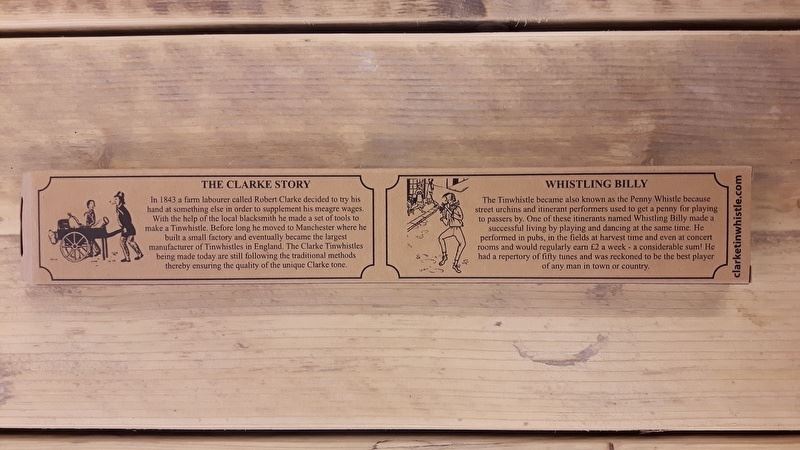 THE CLARKE STORY
In 1843 a farm labourer called Robert Clarke decided to try his
hand at something else in order to supplement his meagre wages.
With the help of the local blacksmith he made a set of tools to
make a Tinwhistle. Before long he moved to Manchester where he
built a small factory and eventually became the largest
manufacturer of Tinwhistles in England. The Clarke Tinwhistles
being made today are still following the traditional methods
thereby ensuring the quality of the unique Clarke tone.
WHISTLING BILLY
The Tinwhistle became also known as the Penny Whistle because
street urchins and itinerant performers used to get a penny for playing
to passers by. One of these itinerants named Whistling Billy made a
successful living by playing and dancing at the same time. He
performed in pubs, in the fields at harvest time and even at concert
rooms and would regularly earn £2 a week - a considerable sum! He
had a repertory of fifty tunes and was reckoned to be the best player
of any man in town or country.
clarketinwhistle.com